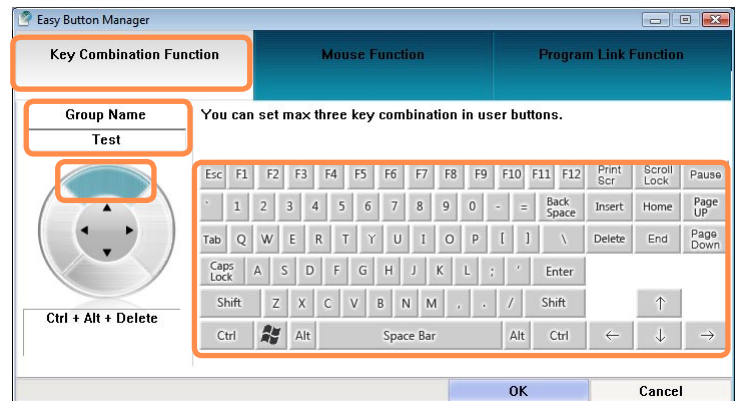 Easy Button Manager
Key Combination Function Mouse Function Program Link Function
Group Name
Test
You can set max three key combination in user buttons.
Esc F1 F2 F3 F4 F5 F6 F7 F8 F9 F10 F11 F12 Print Scr Scroll Lock Pause
` 1 2 3 4 5 6 7 8 9 0 - = Back Space Insert Home Page UP
Tab Q W E R T Y U I O P [ ] \ Delete End Page Down
Caps Lock A S D F G H J K L ; ' Enter
Shift Z X C V B N M , . / Shift ↑
Ctrl Alt Space Bar Alt Ctrl ← ↓ →
Ctrl + Alt + Delete
OK Cancel